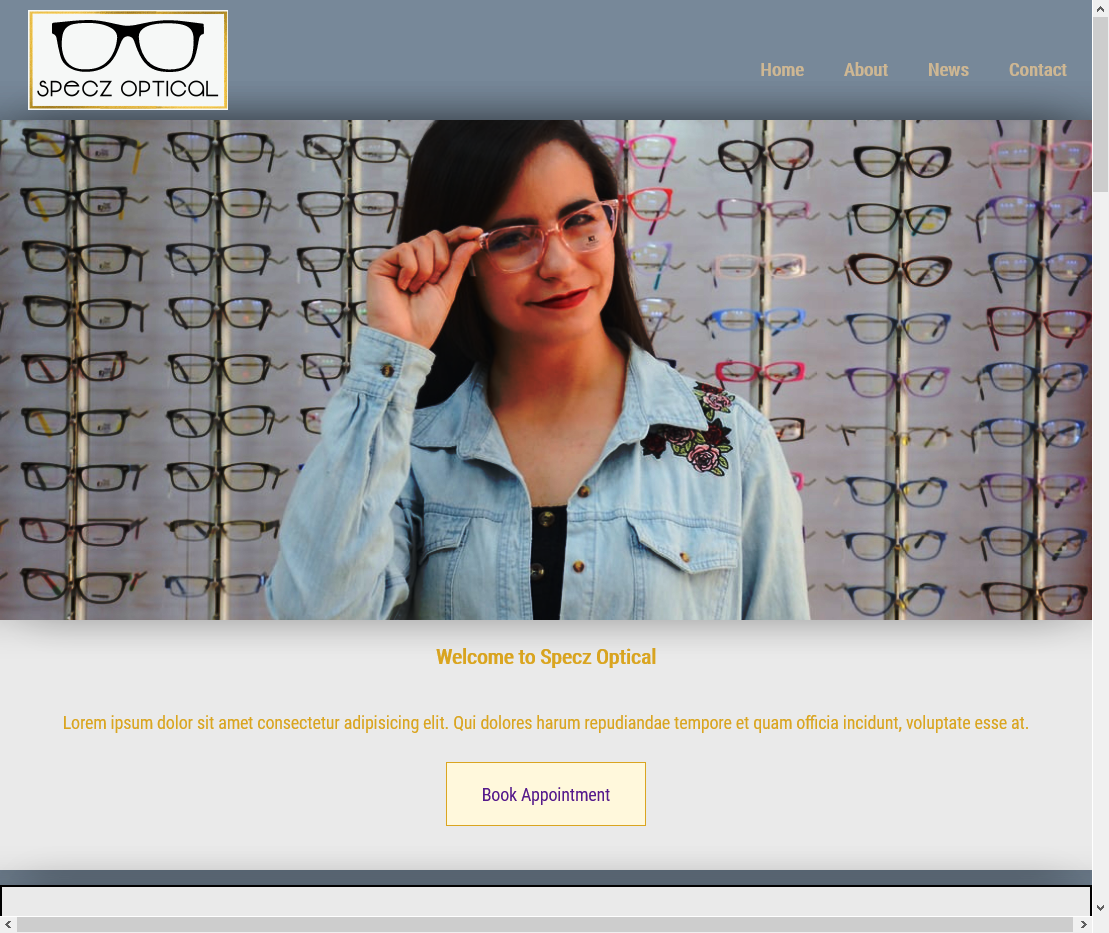 SPECZ OPTICAL
Home About News Contact
Welcome to Specz Optical
Lorem ipsum dolor sit amet consectetur adipisicing elit. Qui dolores harum repudiandae tempore et quam officia incidunt, voluptate esse at.
Book Appointment